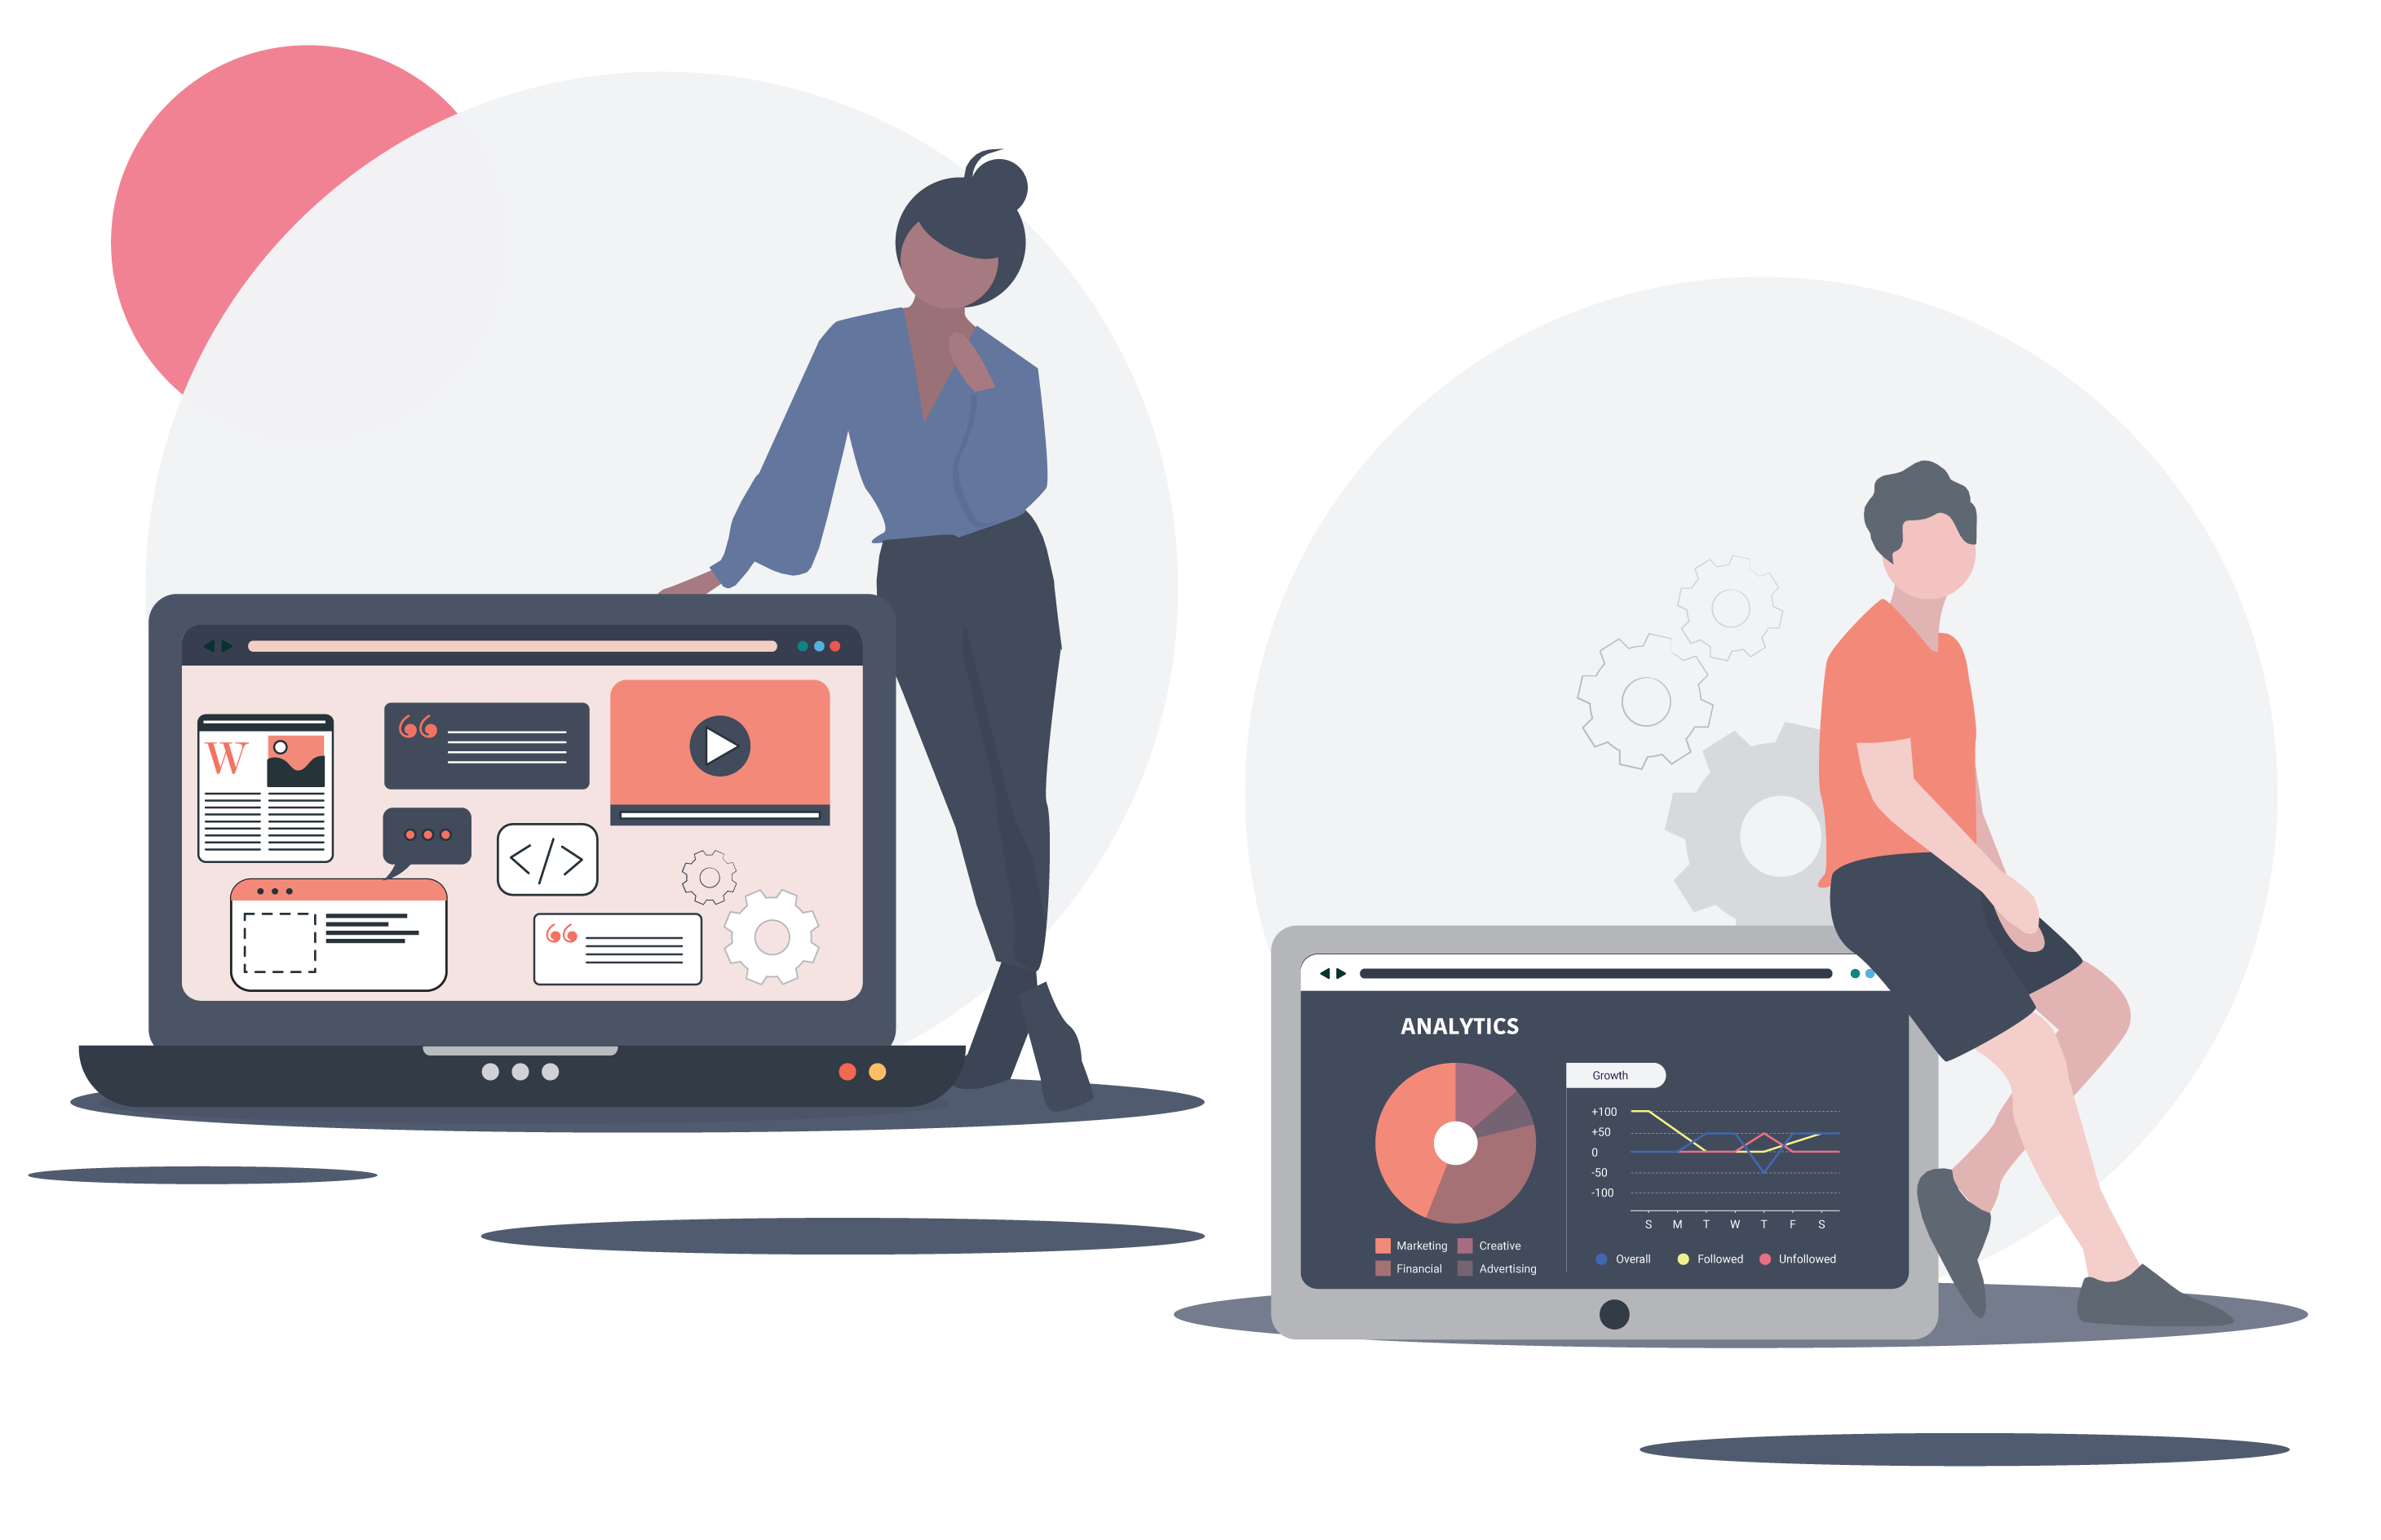 W
“
</>
“
ANALYTICS
Growth
+100
+50
0
-50
-100
S M T W T F S
Marketing Creative
Financial Advertising
Overall Followed Unfollowed